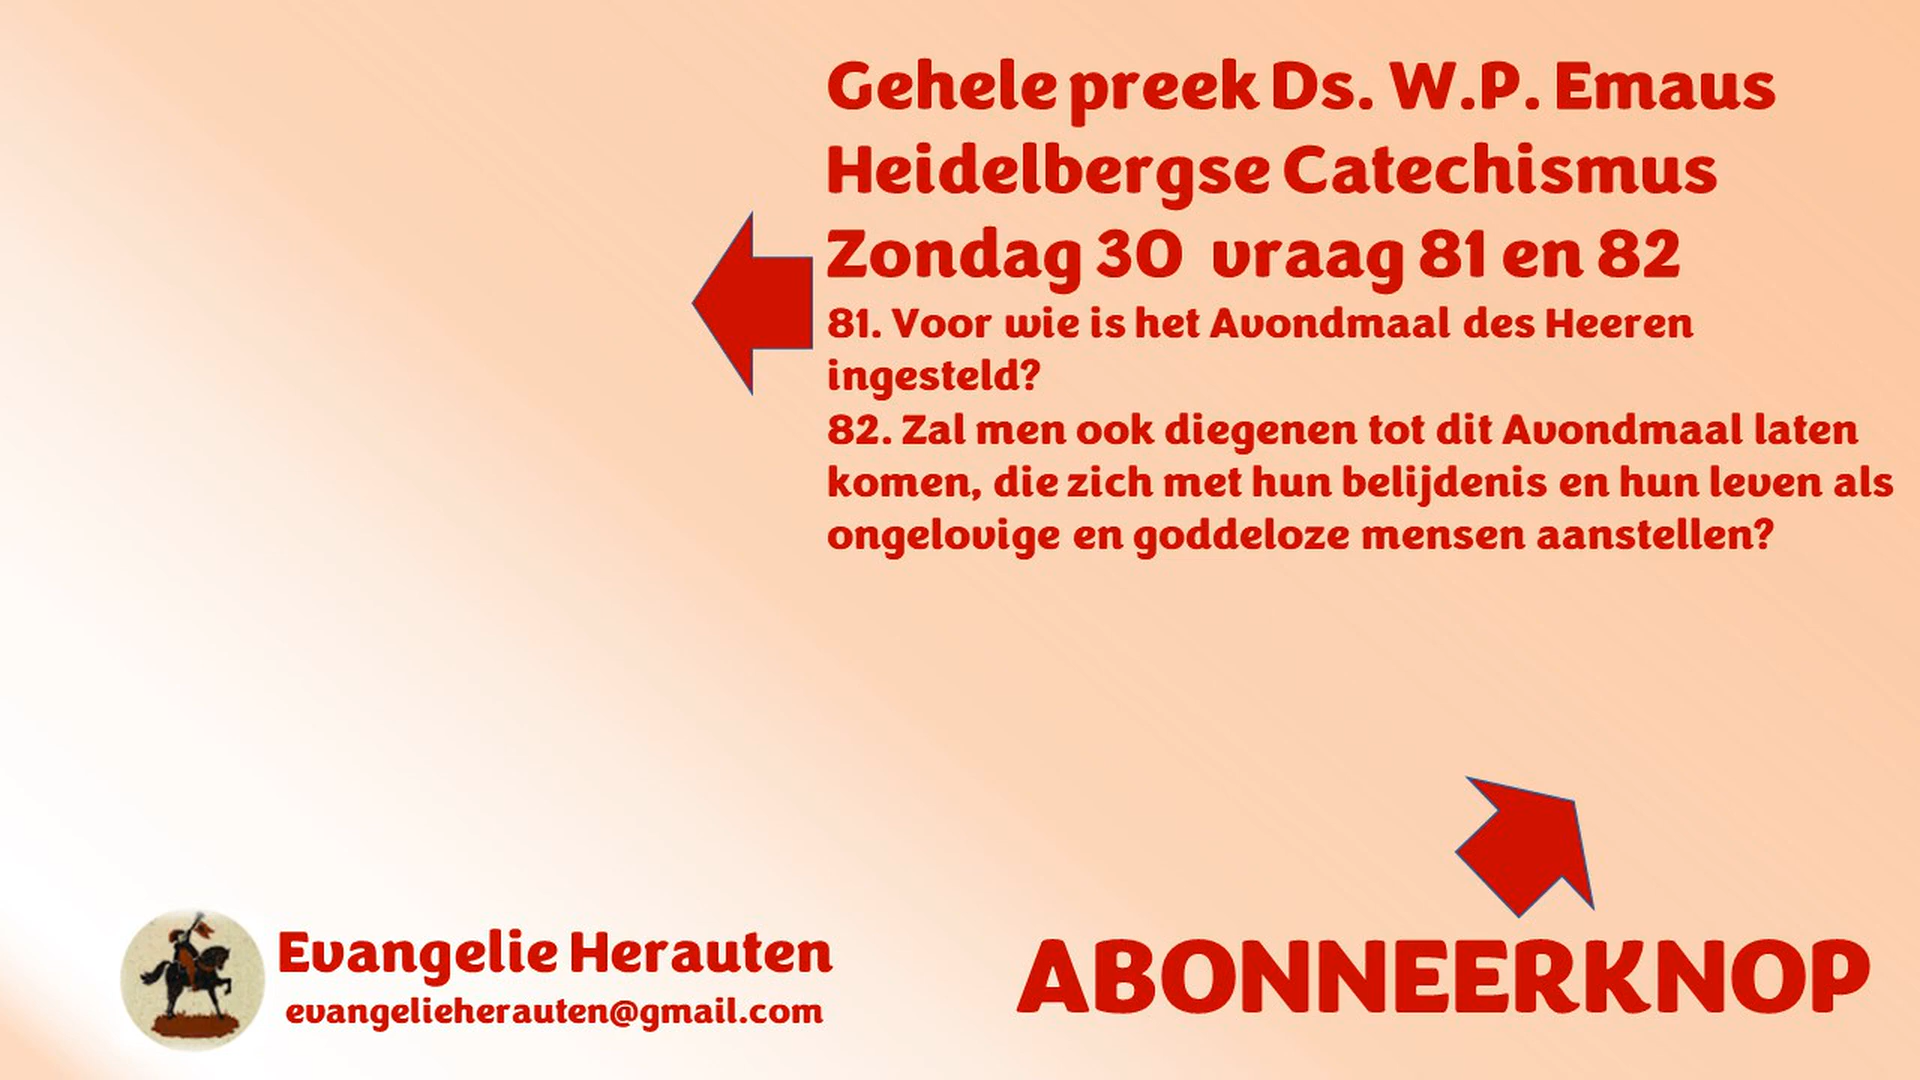 Gehele preek Ds. W.P. Emaus
Heidelbergse Catechismus
Zondag 30 vraag 81 en 82
81. Voor wie is het Avondmaal des Heeren
ingesteld?
82. Zal men ook diegenen tot dit Avondmaal laten
komen, die zich met hun belijdenis en hun leven als
ongelovige en goddeloze mensen aanstellen?
Evangelie Herauten
evangelieherauten@gmail.com
ABONNEERKNOP